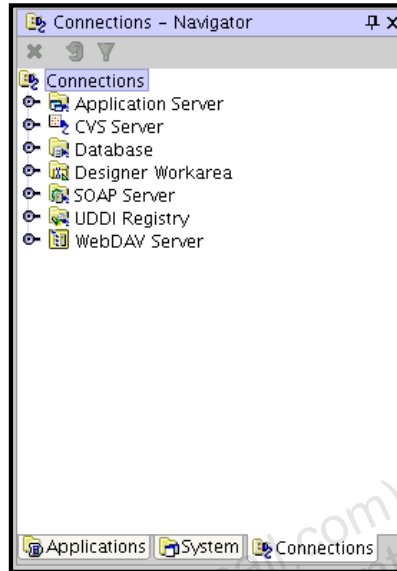 Connections - Navigator
Connections
Application Server
CVS Server
Database
Designer Workarea
SOAP Server
UDDI Registry
WebDAV Server
Applications System Connections